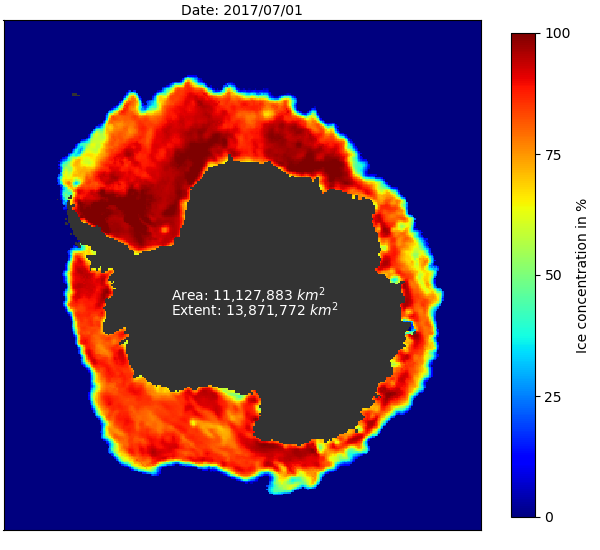 Date: 2017/07/01
Area: 11,127,883 km²
Extent: 13,871,772 km²
100
75
50
25
0
Ice concentration in %